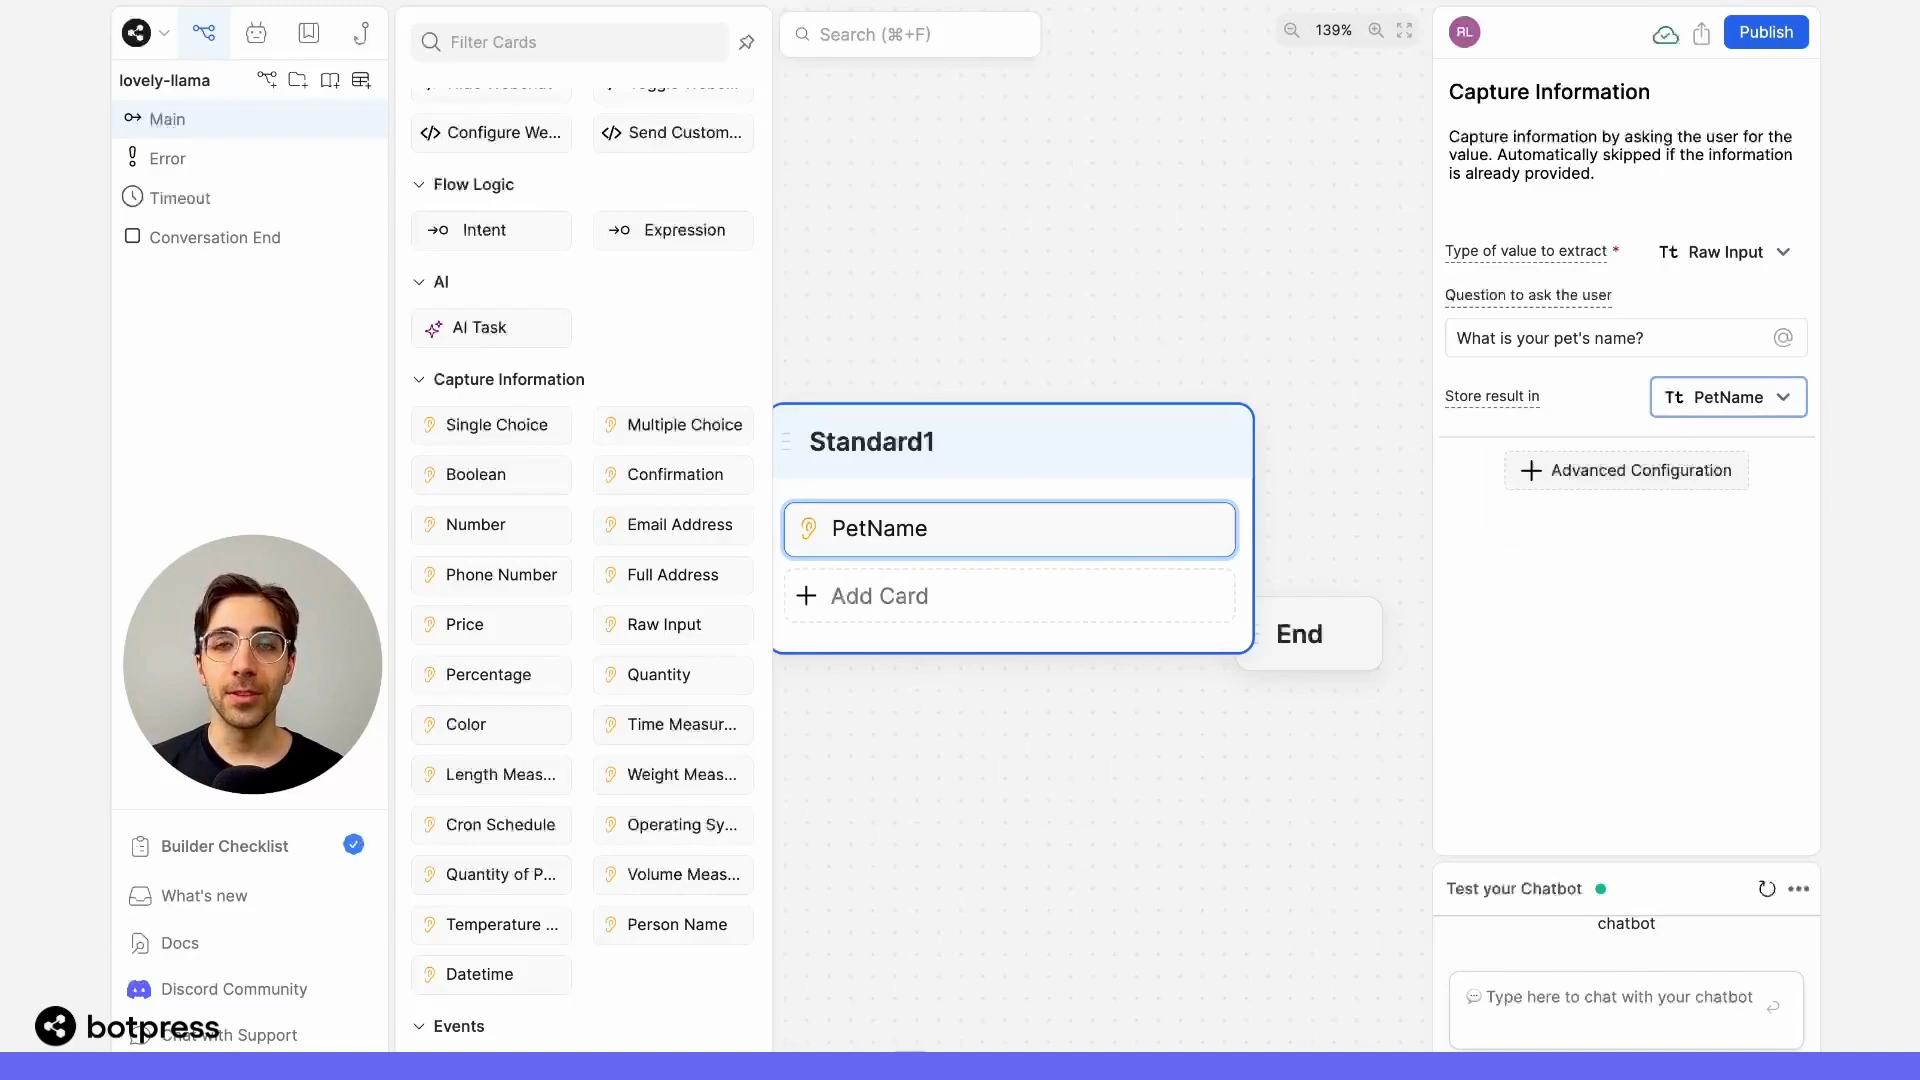 lovely-llama
Main
Error
Timeout
Conversation End
Builder Checklist
What's new
Docs
Discord Community
Chat with Support
botpress
Filter Cards
Configure We...
Send Custom...
Flow Logic
Intent
Expression
AI
AI Task
Capture Information
Single Choice
Multiple Choice
Boolean
Confirmation
Number
Email Address
Phone Number
Full Address
Price
Raw Input
Percentage
Quantity
Color
Time Measur...
Length Meas...
Weight Meas...
Cron Schedule
Operating Sy...
Quantity of P...
Volume Meas...
Temperature ...
Person Name
Datetime
Events
Search (⌘+F)
139%
Standard1
PetName
Add Card
End
RL
Publish
Capture Information
Capture information by asking the user for the
value. Automatically skipped if the information
is already provided.
Type of value to extract *
Tt Raw Input
Question to ask the user
What is your pet's name?
Store result in
Tt PetName
Advanced Configuration
Test your Chatbot
chatbot
Type here to chat with your chatbot